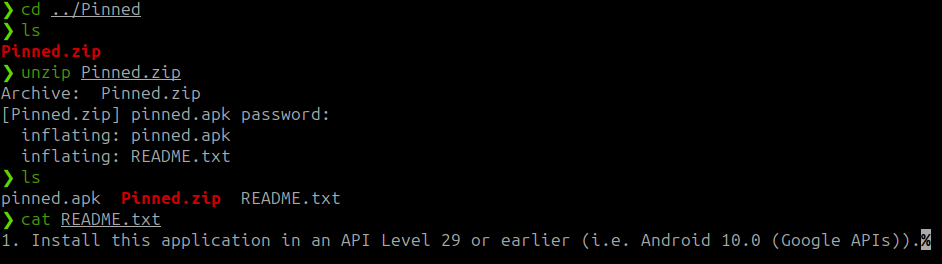 ❯ cd ../Pinned
❯ ls
Pinned.zip
❯ unzip Pinned.zip
Archive:  Pinned.zip
[Pinned.zip] pinned.apk password:
  inflating: pinned.apk
  inflating: README.txt
❯ ls
pinned.apk  Pinned.zip  README.txt
❯ cat README.txt
1. Install this application in an API Level 29 or earlier (i.e. Android 10.0 (Google APIs)).%